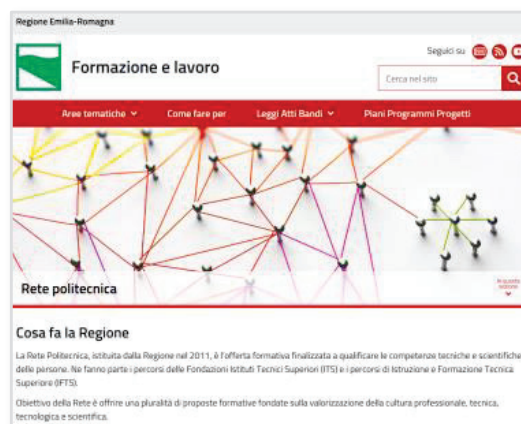 Regione Emilia-Romagna
Seguici su
Formazione e lavoro
Cerca nel sito
Aree tematiche Come fare per Leggi Atti Bandi Piani Programmi Progetti
Rete politecnica
In questa sezione
Cosa fa la Regione
La Rete Politecnica, istituita dalla Regione nel 2011, è l'offerta formativa finalizzata a qualificare le competenze tecniche e scientifiche
delle persone. Ne fanno parte i percorsi delle Fondazioni Istituti Tecnici Superiori (ITS) e i percorsi di Istruzione e Formazione Tecnica
Superiore (IFTS).
Obiettivo della Rete è offrire una pluralità di proposte formative fondate sulla valorizzazione della cultura professionale, tecnica,
tecnologica e scientifica.